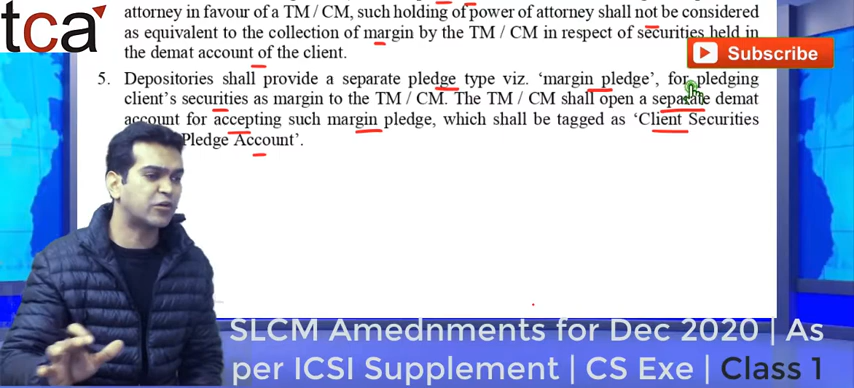 tca
attorney in favour of a TM / CM, such holding of power of attorney shall not be considered
as equivalent to the collection of margin by the TM / CM in respect of securities held in
the demat account of the client.
Subscribe
5. Depositories shall provide a separate pledge type viz. ‘margin pledge’, for pledging
client’s securities as margin to the TM / CM. The TM / CM shall open a separate demat
account for accepting such margin pledge, which shall be tagged as ‘Client Securities
Pledge Account’.
SLCM Amednments for Dec 2020 | As
per ICSI Supplement | CS Exe | Class 1